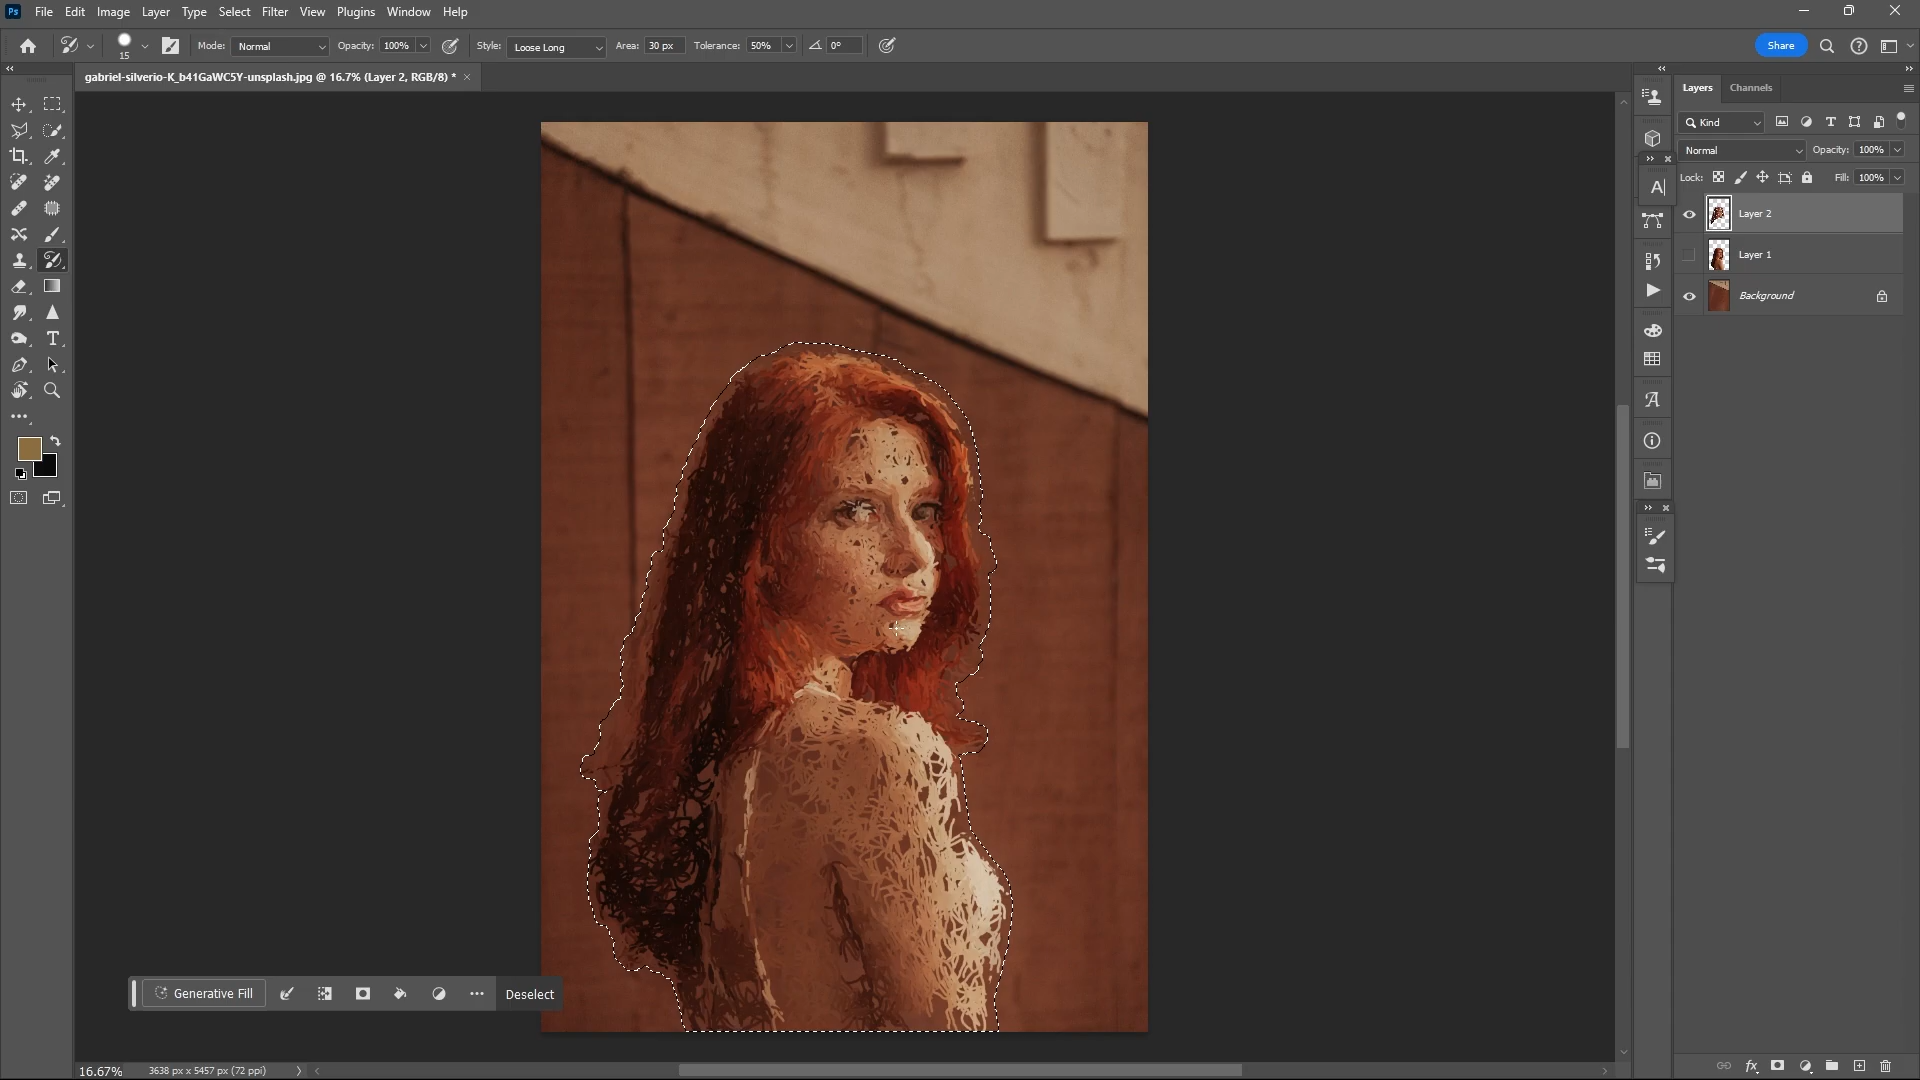 Ps File Edit Image Layer Type Select Filter View Plugins Window Help
15 Mode: Normal Opacity: 100% Style: Loose Long Area: 30 px Tolerance: 50% 0° Share
gabriel-silverio-K_b41GaWC5Y-unsplash.jpg @ 16.7% (Layer 2, RGB/8) * ×
Layers Channels
Kind
Normal Opacity: 100%
Lock: Fill: 100%
Layer 2
Layer 1
Background
Generative Fill Deselect
16.67% 3638 px x 5457 px (72 ppi)